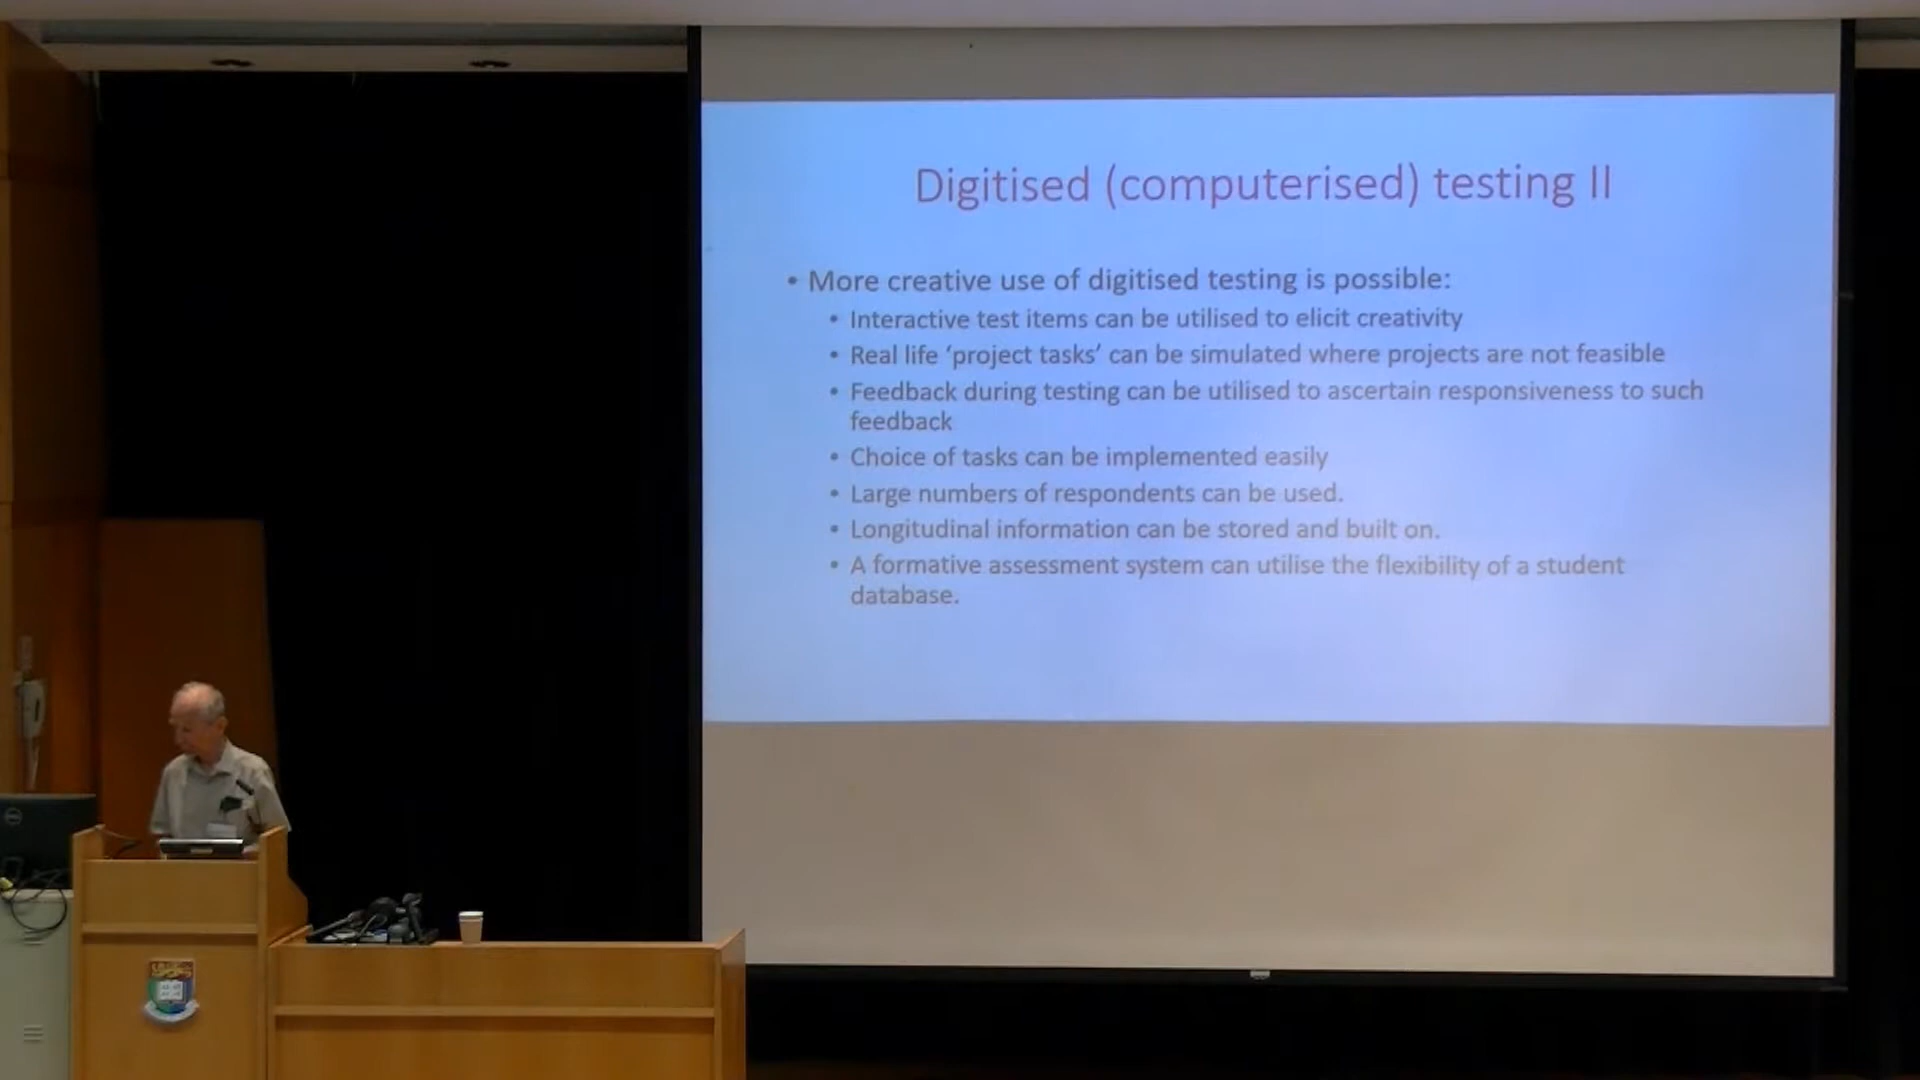 Digitised (computerised) testing II
• More creative use of digitised testing is possible:
• Interactive test items can be utilised to elicit creativity
• Real life ‘project tasks’ can be simulated where projects are not feasible
• Feedback during testing can be utilised to ascertain responsiveness to such
feedback
• Choice of tasks can be implemented easily
• Large numbers of respondents can be used.
• Longitudinal information can be stored and built on.
• A formative assessment system can utilise the flexibility of a student
database.